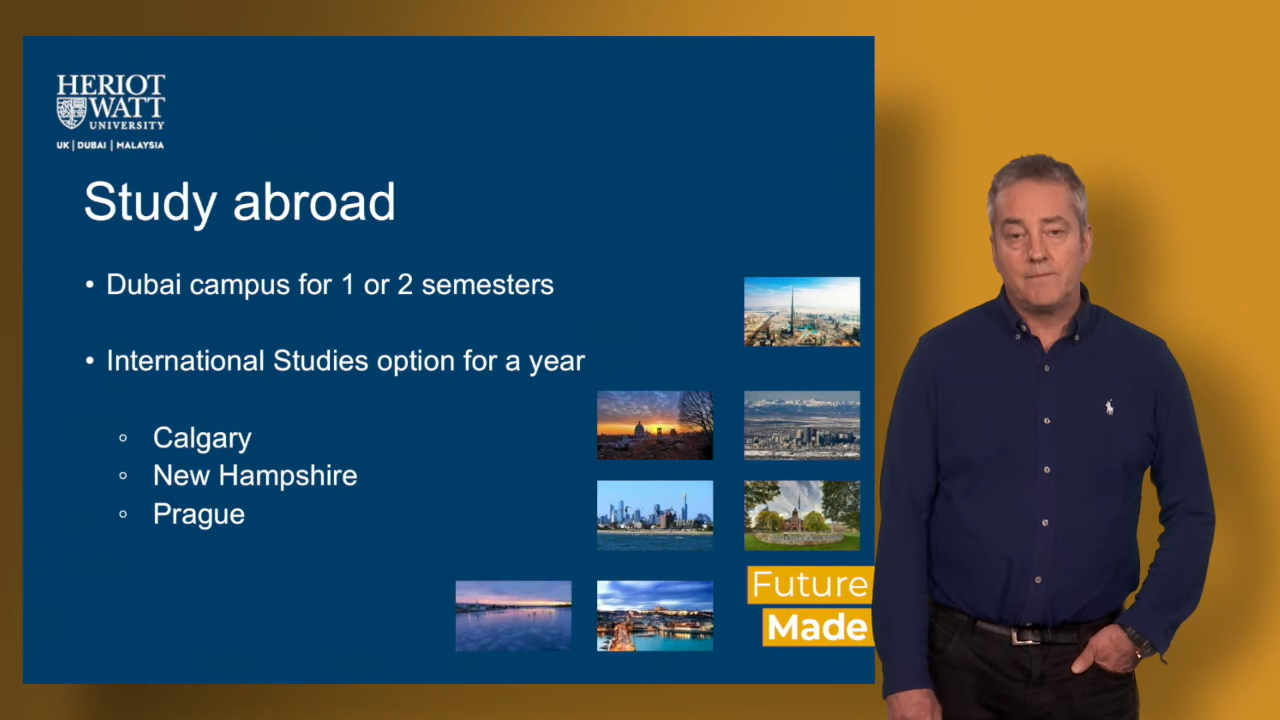 HERIOT
WATT
UNIVERSITY
UK | DUBAI | MALAYSIA
Study abroad
• Dubai campus for 1 or 2 semesters
• International Studies option for a year
◦ Calgary
◦ New Hampshire
◦ Prague
Future
Made